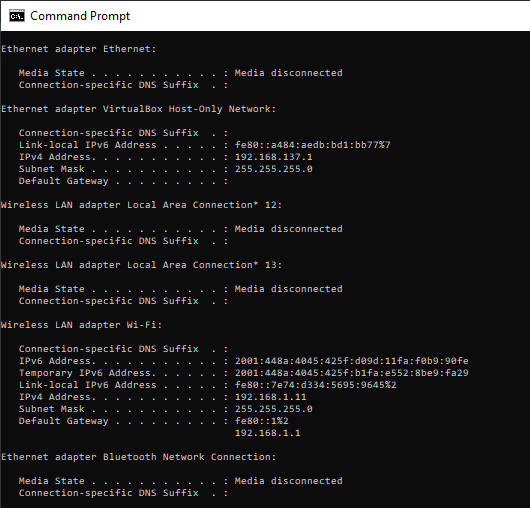 Command Prompt
Ethernet adapter Ethernet:
Media State . . . . . . . . . . . : Media disconnected
Connection-specific DNS Suffix  . :
Ethernet adapter VirtualBox Host-Only Network:
Connection-specific DNS Suffix  . :
Link-local IPv6 Address . . . . . : fe80::a484:aedb:bd1:bb77%7
IPv4 Address. . . . . . . . . . . : 192.168.137.1
Subnet Mask . . . . . . . . . . . : 255.255.255.0
Default Gateway . . . . . . . . . :
Wireless LAN adapter Local Area Connection* 12:
Media State . . . . . . . . . . . : Media disconnected
Connection-specific DNS Suffix  . :
Wireless LAN adapter Local Area Connection* 13:
Media State . . . . . . . . . . . : Media disconnected
Connection-specific DNS Suffix  . :
Wireless LAN adapter Wi-Fi:
Connection-specific DNS Suffix  . :
IPv6 Address. . . . . . . . . . . : 2001:448a:4045:425f:d09d:11fa:f0b9:90fe
Temporary IPv6 Address. . . . . . : 2001:448a:4045:425f:b1fa:e552:8be9:fa29
Link-local IPv6 Address . . . . . : fe80::7e74:d334:5695:9645%2
IPv4 Address. . . . . . . . . . . : 192.168.1.11
Subnet Mask . . . . . . . . . . . : 255.255.255.0
Default Gateway . . . . . . . . . : fe80::1%2
192.168.1.1
Ethernet adapter Bluetooth Network Connection:
Media State . . . . . . . . . . . : Media disconnected
Connection-specific DNS Suffix  . :